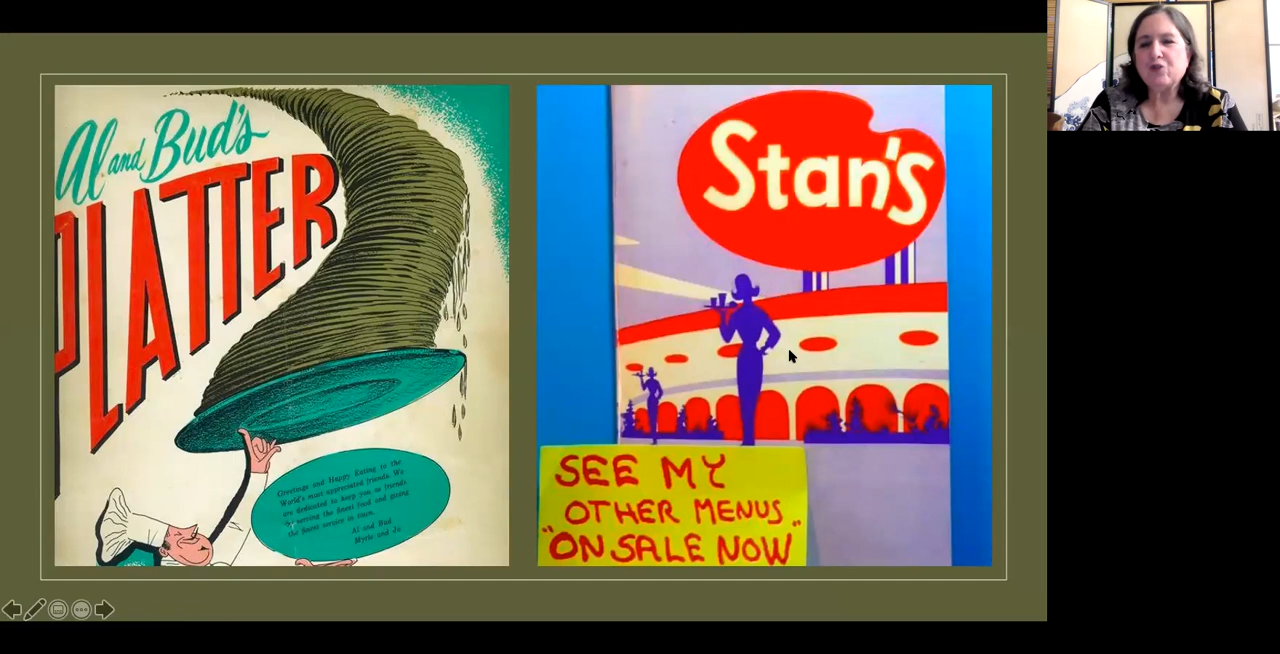 Al and Bud's
PLATTER
Greetings and Happy Eating to the
World's most appreciated friends. We
are dedicated to keep you as friends
by serving the finest food and giving
the finest service in town.
Al and Bud
Myrle and Jo
Stan's
SEE MY
OTHER MENUS
"ON SALE NOW"